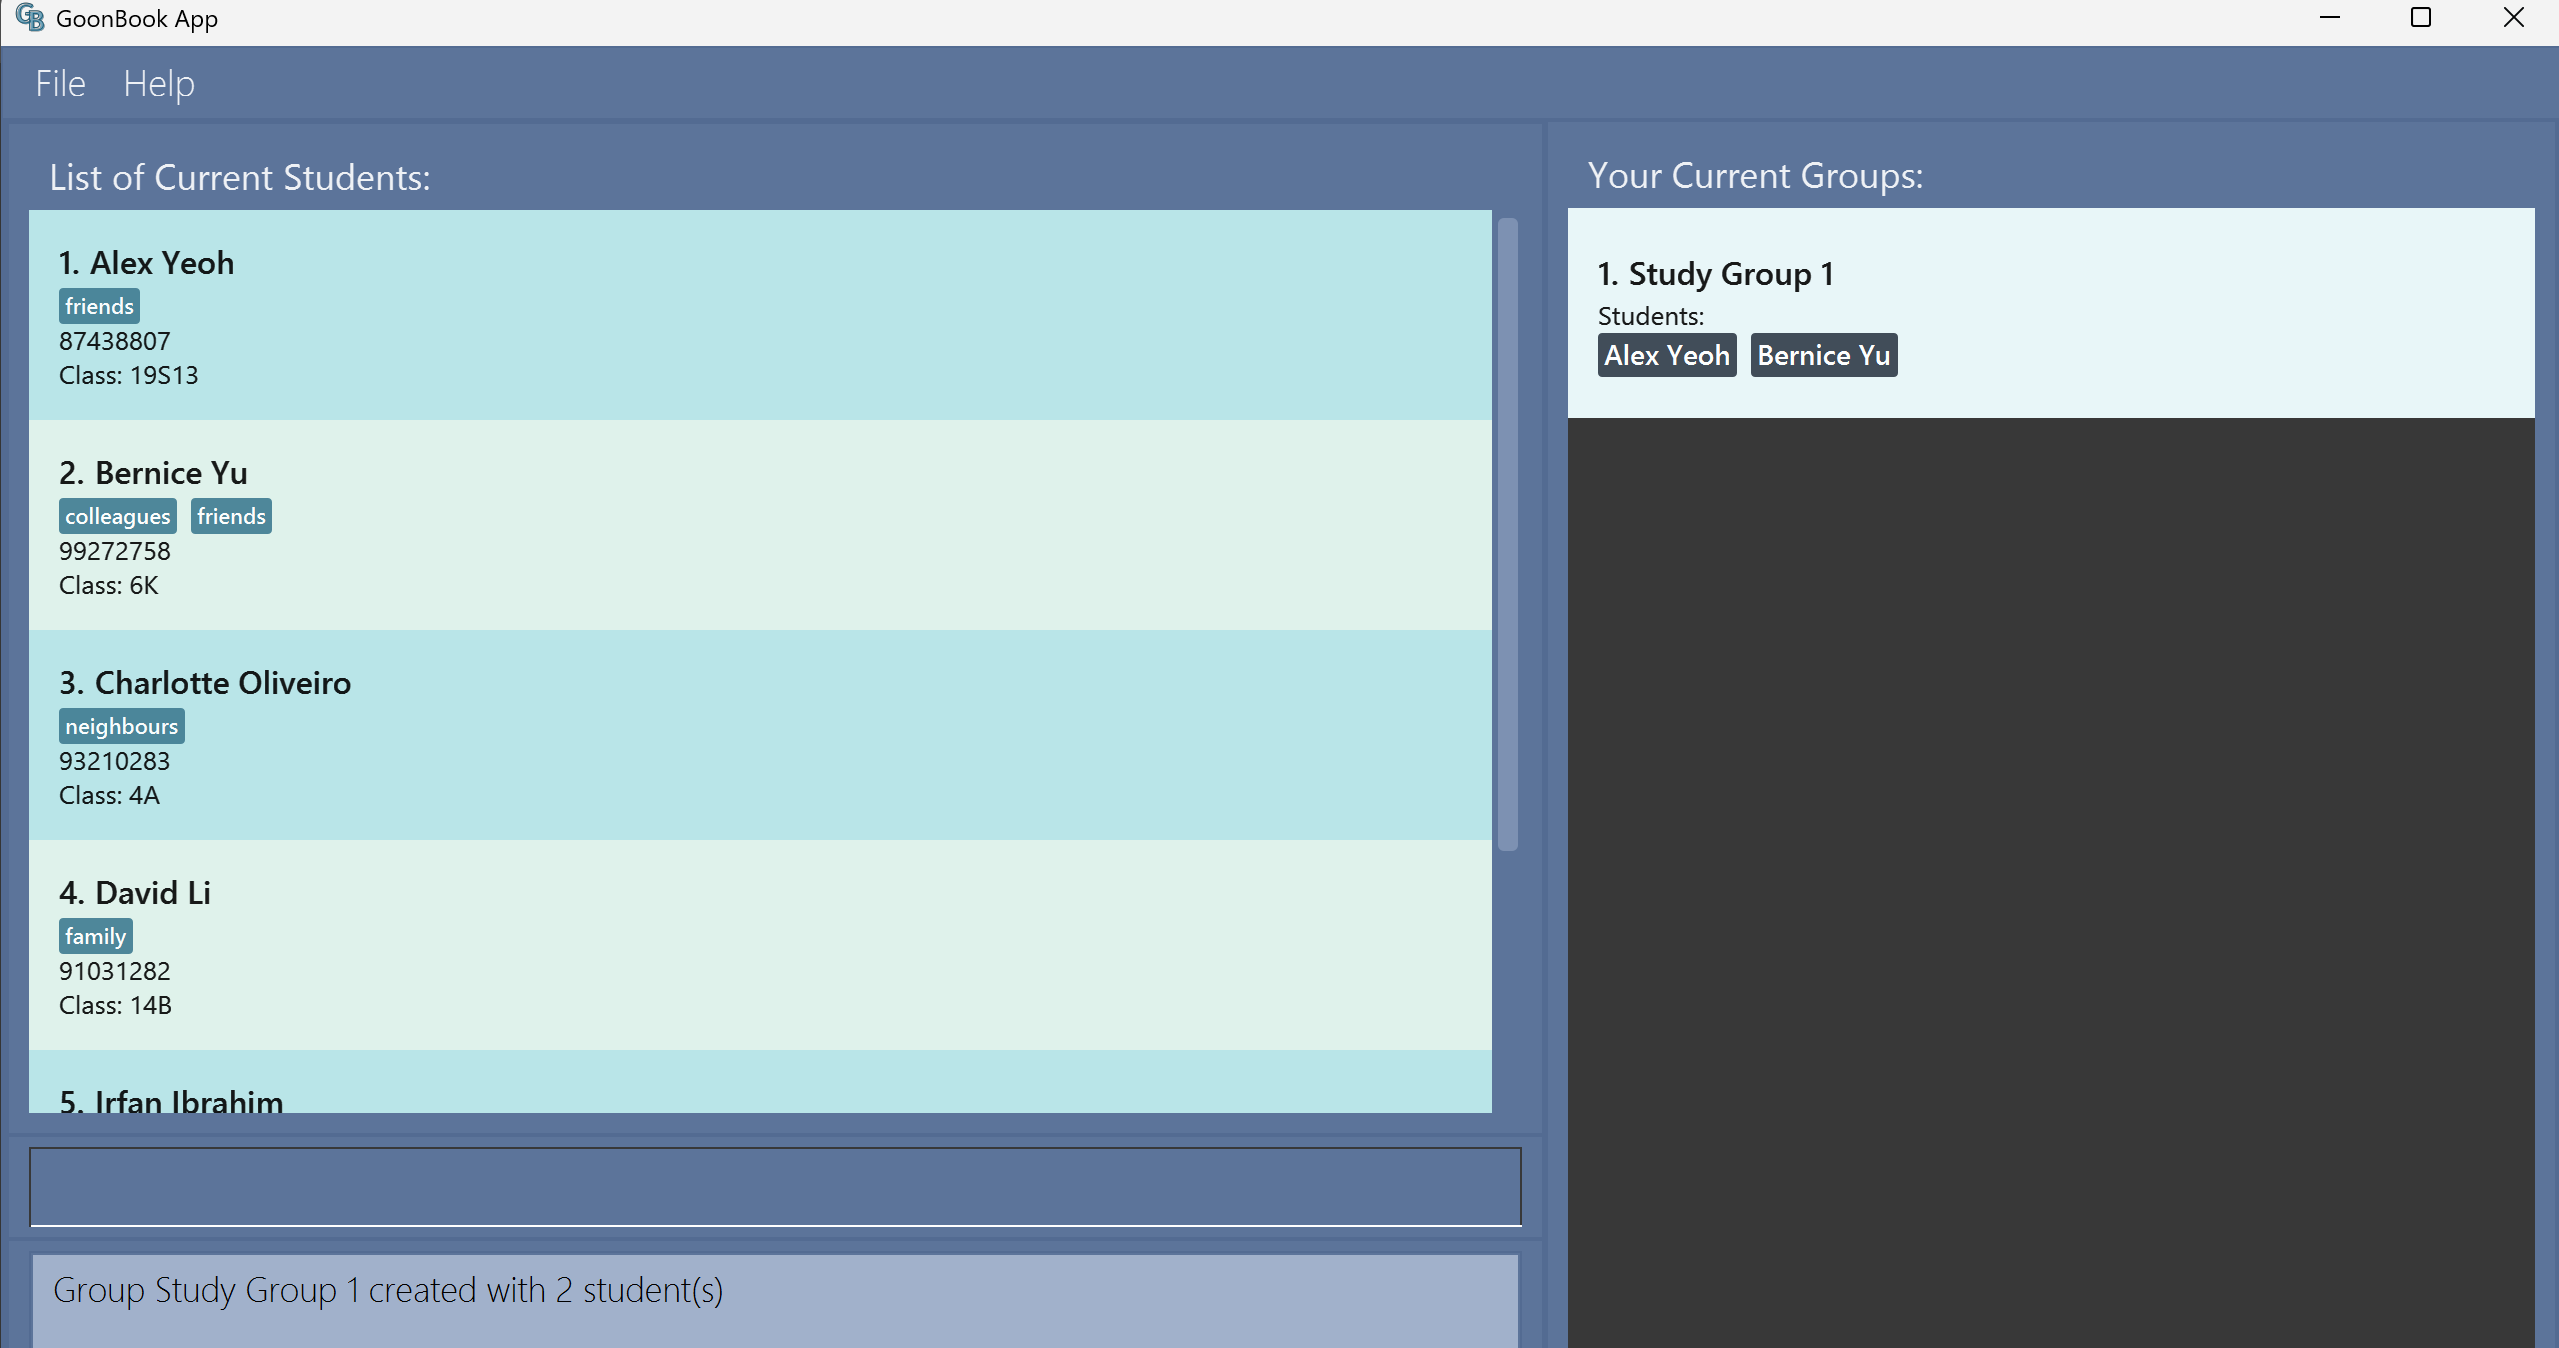 GB GoonBook App
File Help
List of Current Students:
1. Alex Yeoh
friends
87438807
Class: 19S13
2. Bernice Yu
colleagues friends
99272758
Class: 6K
3. Charlotte Oliveiro
neighbours
93210283
Class: 4A
4. David Li
family
91031282
Class: 14B
5. Irfan Ibrahim
Group Study Group 1 created with 2 student(s)
Your Current Groups:
1. Study Group 1
Students:
Alex Yeoh Bernice Yu